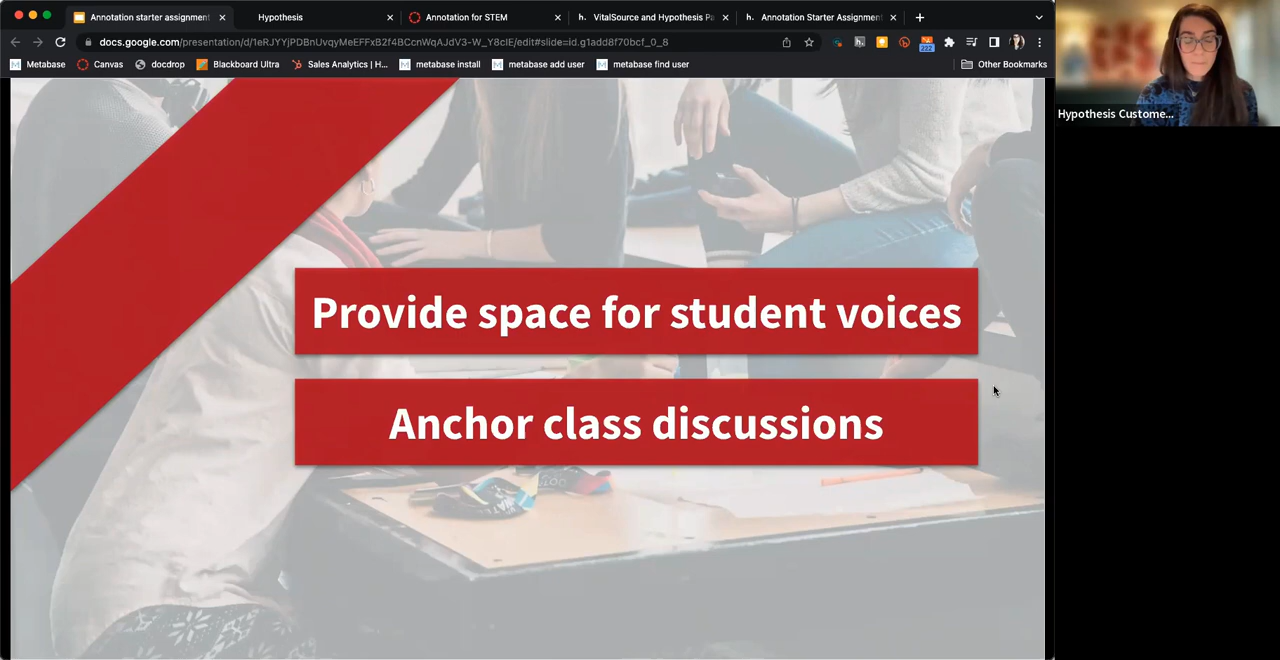 Annotation starter assignment
Hypothesis
Annotation for STEM
VitalSource and Hypothesis Pa
Annotation Starter Assignment
docs.google.com/presentation/d/1eRJYYjPDBnUvqyMeEFFxB2f4BCcnWqAJdV3-W_Y8cIE/edit#slide=id.g1add8f70bcf_0_8
222
Metabase
Canvas
docdrop
Blackboard Ultra
Sales Analytics | H...
metabase install
metabase add user
metabase find user
Other Bookmarks
Hypothesis Custome...
Provide space for student voices
Anchor class discussions